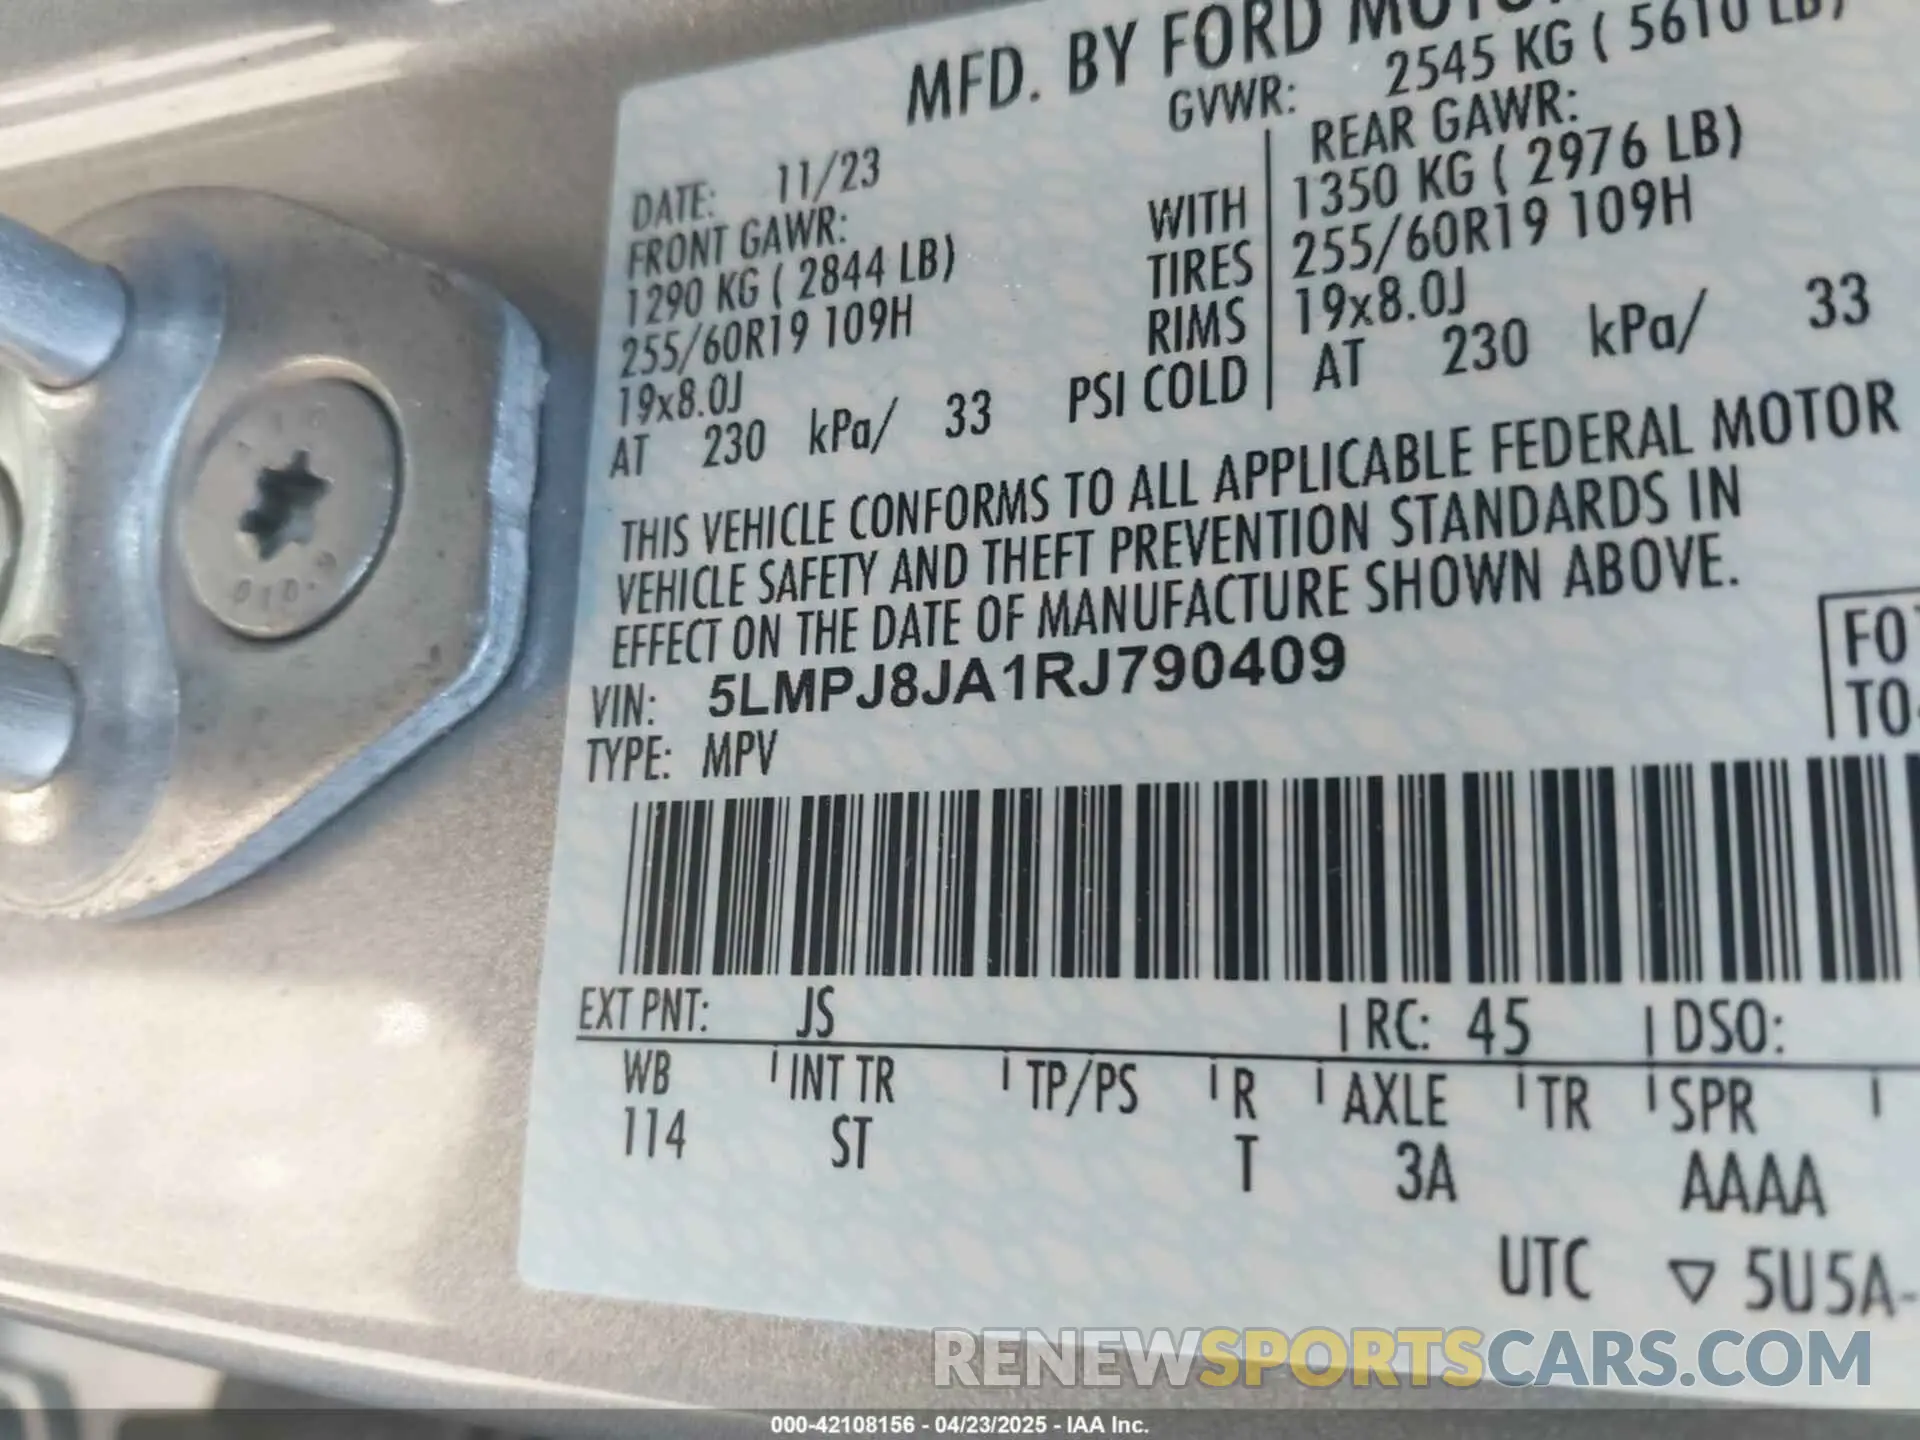 MFD. BY FORD
GVWR: 2545 KG ( 5610 LB)
DATE: 11/23
FRONT GAWR:
1290 KG ( 2844 LB)
255/60R19 109H
19x8.0J
AT 230 kPa/ 33 PSI COLD
WITH
TIRES
RIMS
REAR GAWR:
1350 KG ( 2976 LB)
255/60R19 109H
19x8.0J
AT 230 kPa/ 33
THIS VEHICLE CONFORMS TO ALL APPLICABLE FEDERAL MOTOR
VEHICLE SAFETY AND THEFT PREVENTION STANDARDS IN
EFFECT ON THE DATE OF MANUFACTURE SHOWN ABOVE.
VIN: 5LMPJ8JA1RJ790409
TYPE: MPV
EXT PNT: JS RC: 45 DSO:
WB INT TR TP/PS R AXLE TR SPR
114 ST T 3A AAAA
UTC ▽ 5U5A-
RENEWSPORTSCARS.COM
000-42108156 - 04/23/2025 - IAA Inc.